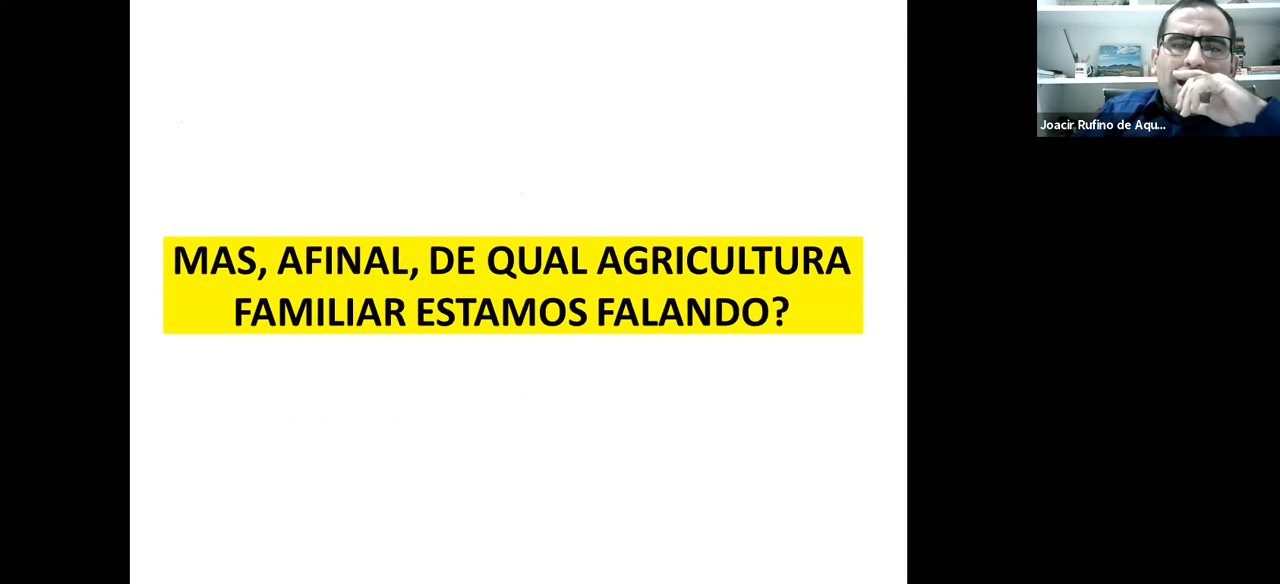 MAS, AFINAL, DE QUAL AGRICULTURA
FAMILIAR ESTAMOS FALANDO?
Joacir Rufino de Aqu...